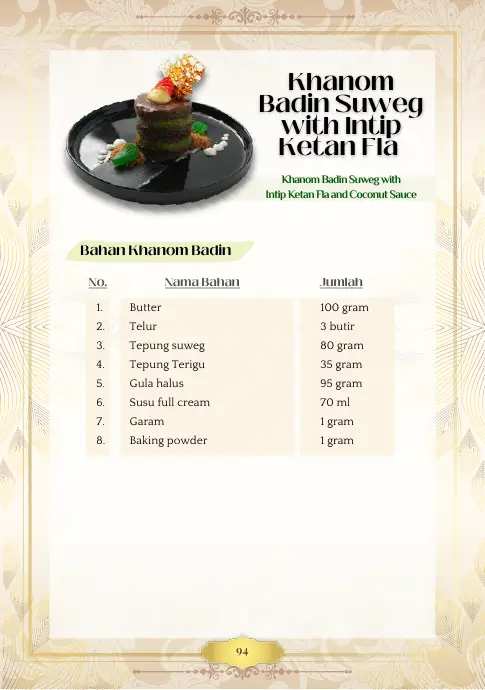 Khanom
Badin Suweg
with Intip
Ketan Fla
Khanom Badin Suweg with
Intip Ketan Fla and Coconut Sauce
Bahan Khanom Badin
No. Nama Bahan Jumlah
1. Butter 100 gram
2. Telur 3 butir
3. Tepung suweg 80 gram
4. Tepung Terigu 35 gram
5. Gula halus 95 gram
6. Susu full cream 70 ml
7. Garam 1 gram
8. Baking powder 1 gram
94